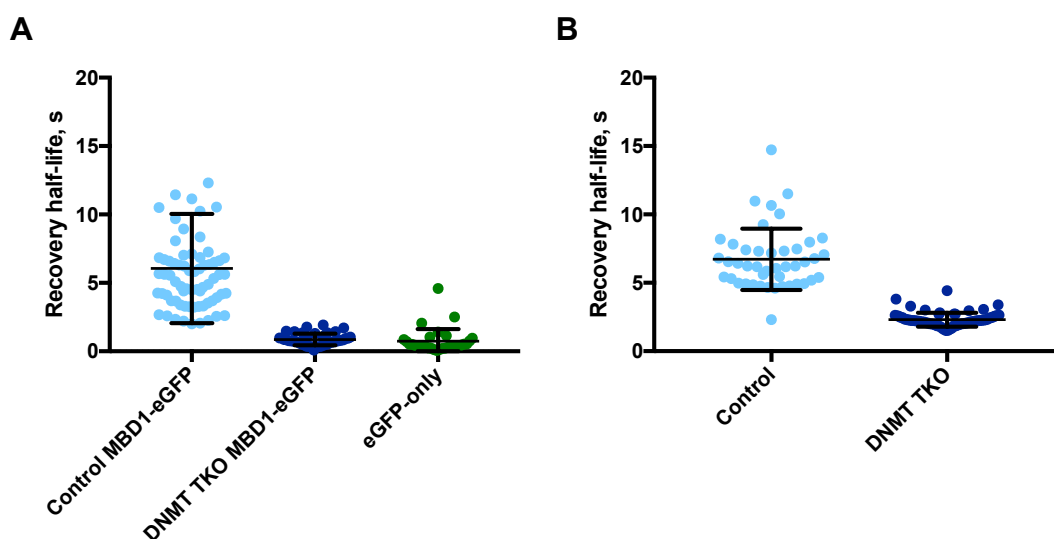 A
Recovery half-life, s
20
15
10
5
0
Control MBD1-eGFP
DNMT TKO MBD1-eGFP
eGFP-only
B
Recovery half-life, s
20
15
10
5
0
Control
DNMT TKO